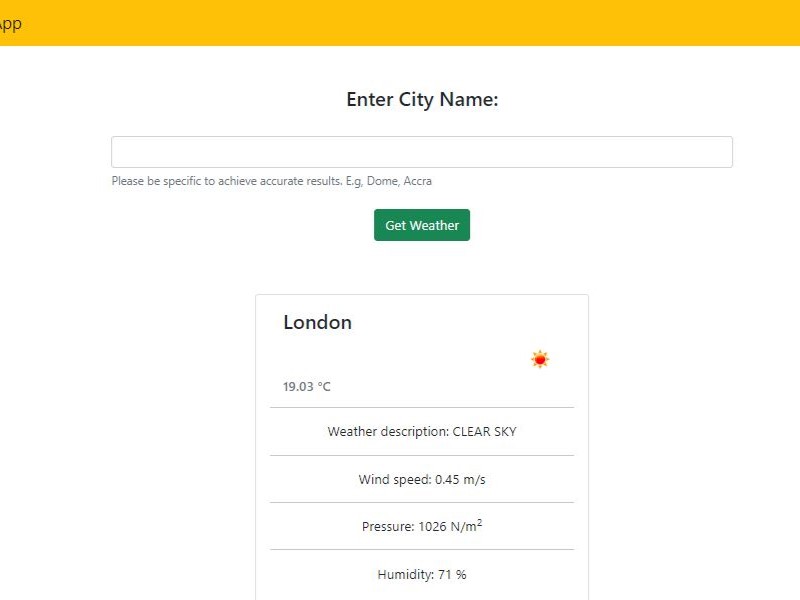 App
Enter City Name:
Please be specific to achieve accurate results. E.g, Dome, Accra
Get Weather
London
19.03 °C
Weather description: CLEAR SKY
Wind speed: 0.45 m/s
Pressure: 1026 N/m²
Humidity: 71 %